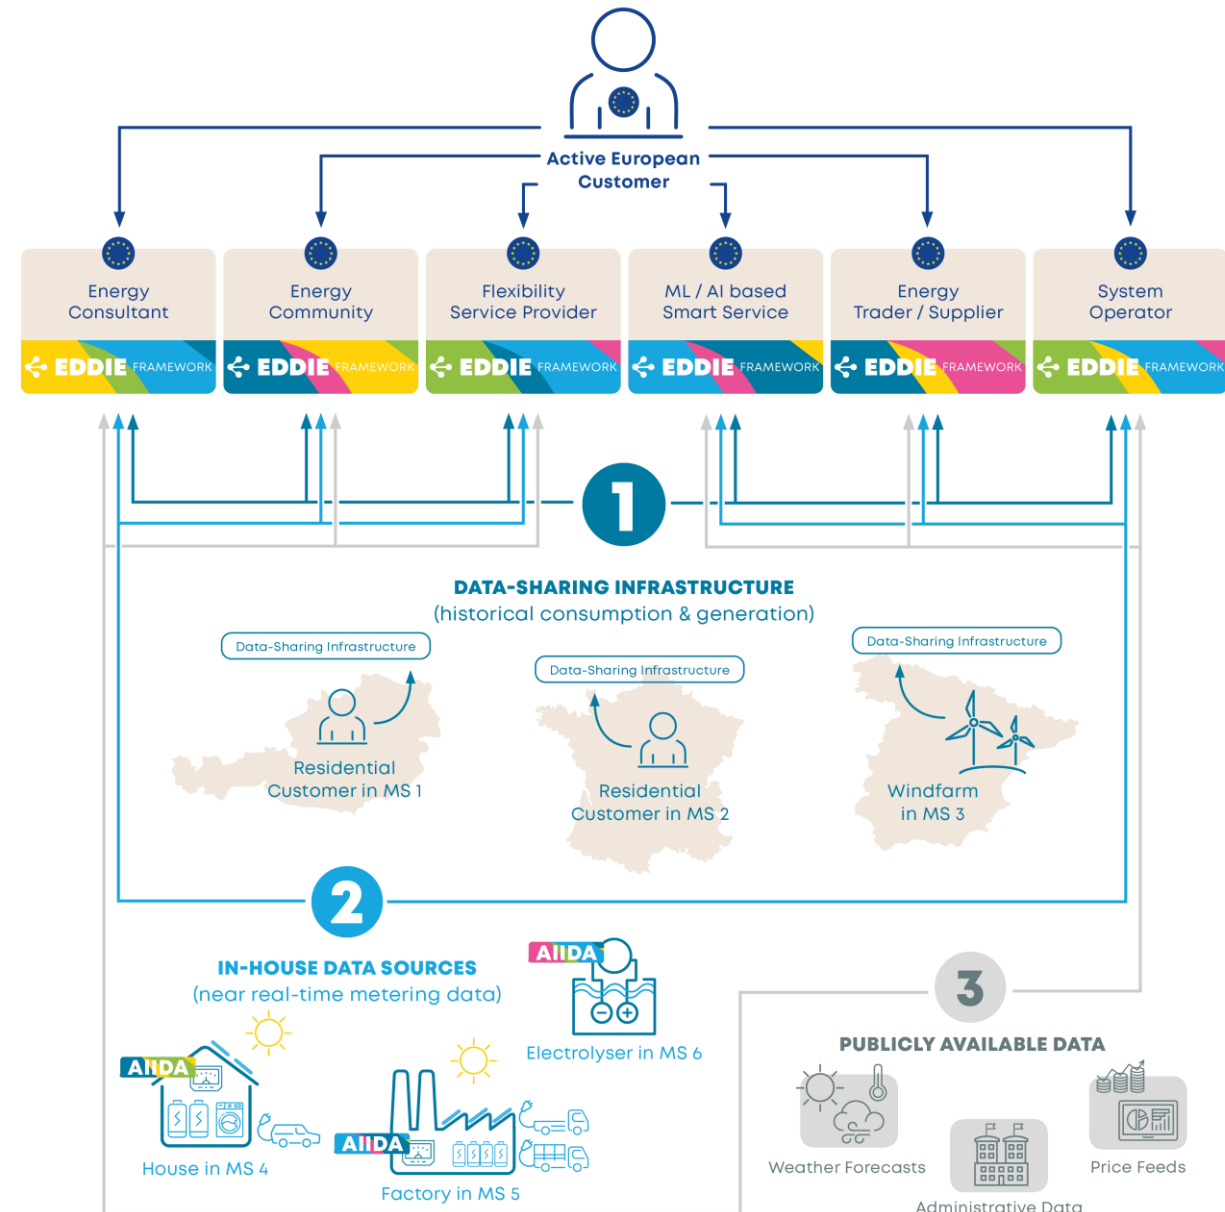 Active European
Customer
Energy
Consultant
Energy
Community
Flexibility
Service Provider
ML / AI based
Smart Service
Energy
Trader / Supplier
System
Operator
EDDIE FRAMEWORK
EDDIE FRAMEWORK
EDDIE FRAMEWORK
EDDIE FRAMEWORK
EDDIE FRAMEWORK
EDDIE FRAMEWORK
1
DATA-SHARING INFRASTRUCTURE
(historical consumption & generation)
Data-Sharing Infrastructure
Residential
Customer in MS 1
Data-Sharing Infrastructure
Residential
Customer in MS 2
Data-Sharing Infrastructure
Windfarm
in MS 3
2
IN-HOUSE DATA SOURCES
(near real-time metering data)
AIIDA
Electrolyser in MS 6
AIIDA
House in MS 4
AIIDA
Factory in MS 5
3
PUBLICLY AVAILABLE DATA
Weather Forecasts
Administrative Data
Price Feeds